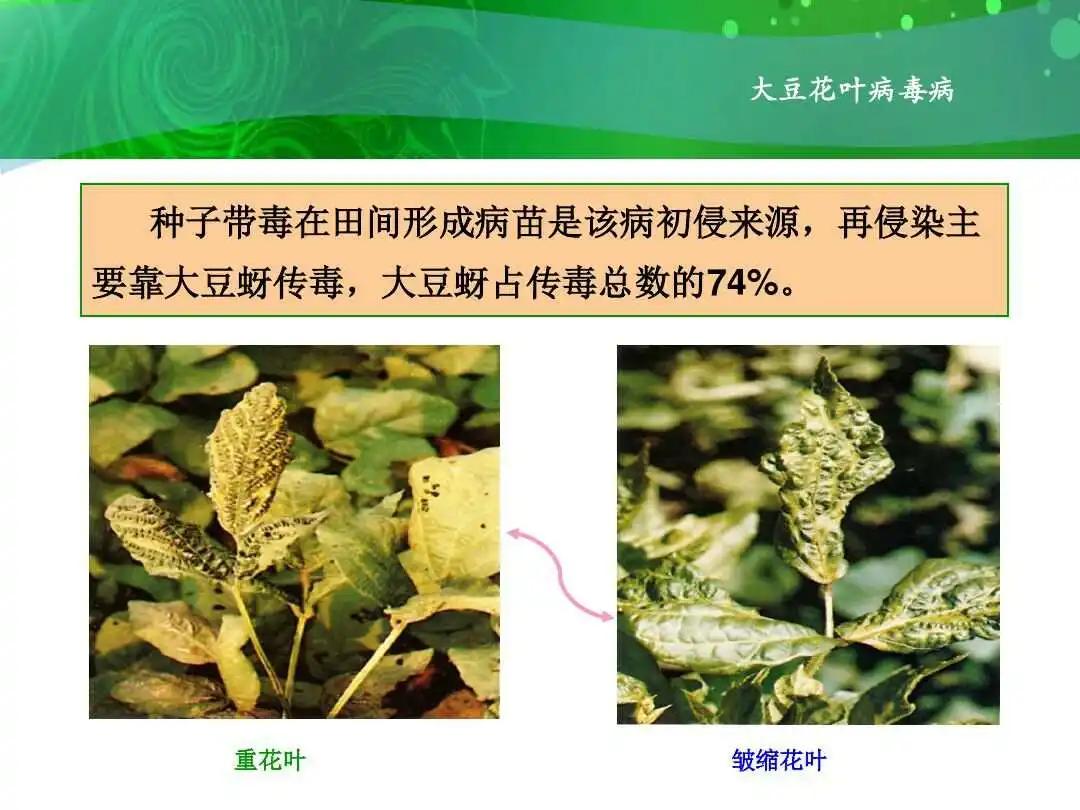 大豆花叶病毒病
种子带毒在田间形成病苗是该病初侵来源，再侵染主
要靠大豆蚜传毒，大豆蚜占传毒总数的74%。
重花叶
皱缩花叶